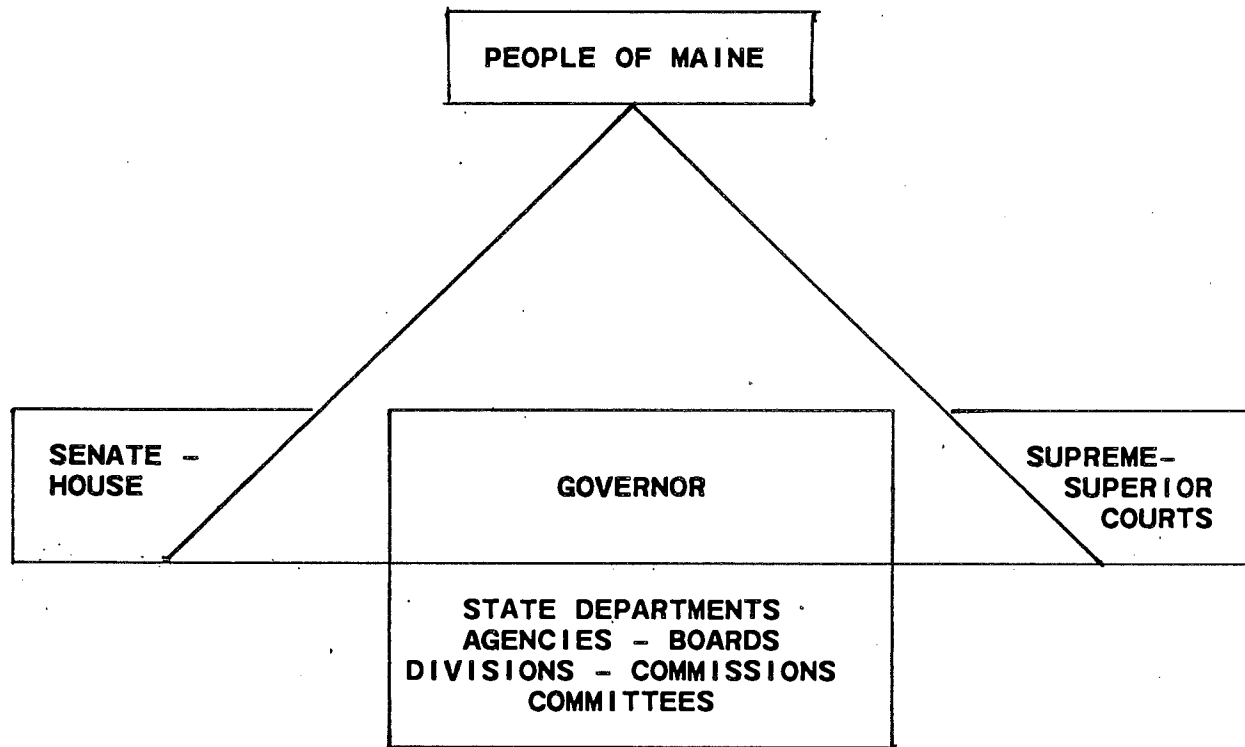 PEOPLE OF MAINE
SENATE -
HOUSE
GOVERNOR
SUPREME-
SUPERIOR
COURTS
STATE DEPARTMENTS
AGENCIES - BOARDS
DIVISIONS - COMMISSIONS
COMMITTEES